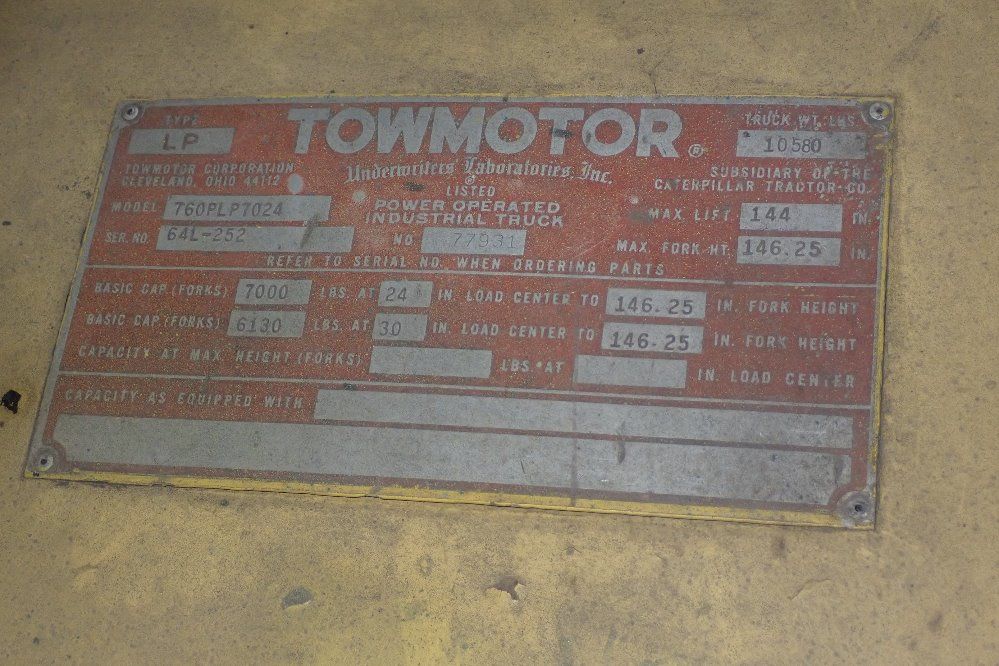 TYPE
LP
TOWMOTOR®
TRUCK WT. LBS.
10580
TOWMOTOR CORPORATION
CLEVELAND, OHIO 44112
Underwriters' Laboratories, Inc.
LISTED
POWER OPERATED
INDUSTRIAL TRUCK
SUBSIDIARY OF THE
CATERPILLAR TRACTOR CO.
MODEL 760PLP7024
MAX LIFT 144 IN.
SER. NO. 64L-252
NO 77931
MAX. FORK HT. 146.25 IN.
REFER TO SERIAL NO. WHEN ORDERING PARTS
BASIC CAP (FORKS) 7000 LBS. AT 24 IN. LOAD CENTER TO 146.25 IN. FORK HEIGHT
BASIC CAP (FORKS) 6130 LBS. AT 30 IN. LOAD CENTER TO 146.25 IN. FORK HEIGHT
CAPACITY AT MAX. HEIGHT (FORKS) LBS. AT IN. LOAD CENTER
CAPACITY AS EQUIPPED WITH